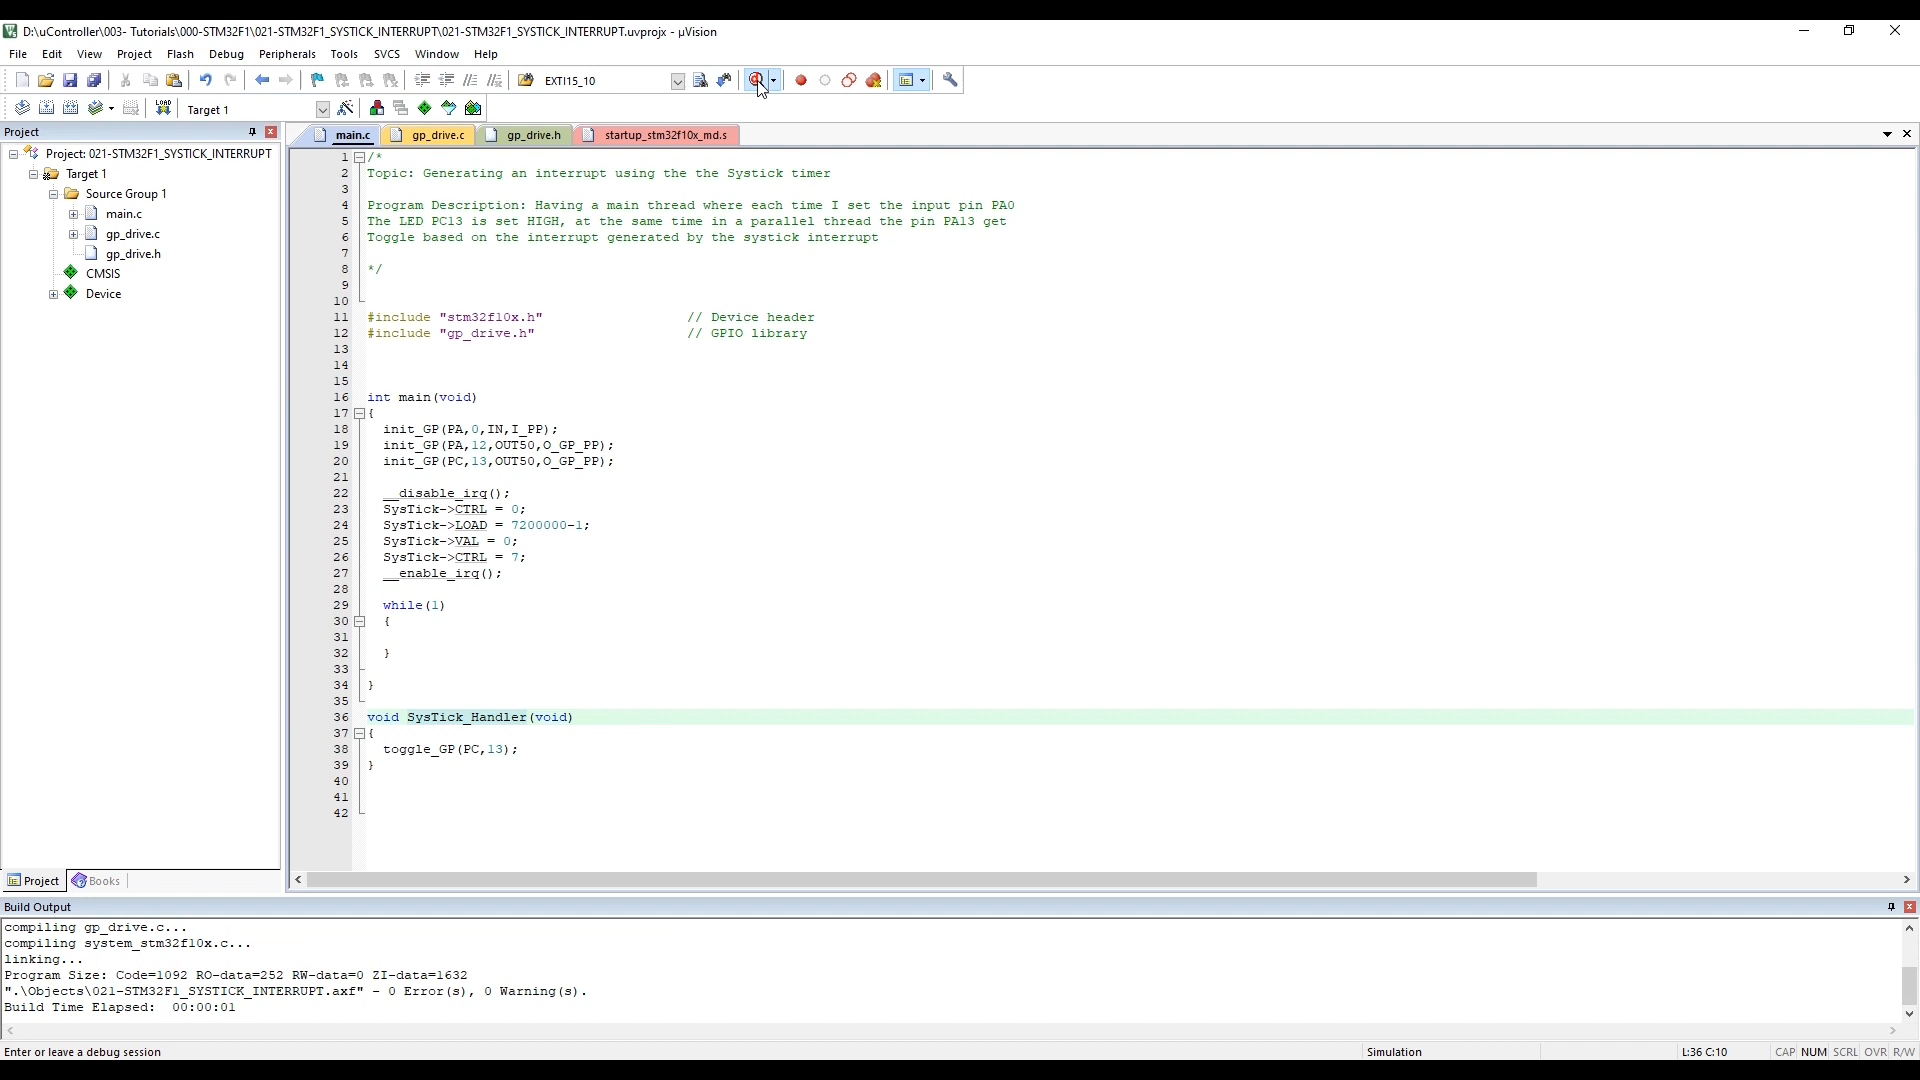 D:\uController\003- Tutorials\000-STM32F1\021-STM32F1_SYSTICK_INTERRUPT\021-STM32F1_SYSTICK_INTERRUPT.uvprojx - µVision
File Edit View Project Flash Debug Peripherals Tools SVCS Window Help
EXTI15_10
LOAD Target 1
Project
main.c gp_drive.c gp_drive.h startup_stm32f10x_md.s
Project: 021-STM32F1_SYSTICK_INTERRUPT
Target 1
Source Group 1
main.c
gp_drive.c
gp_drive.h
CMSIS
Device
Project Books
1 /*
2 Topic: Generating an interrupt using the the Systick timer
3
4 Program Description: Having a main thread where each time I set the input pin PA0
5 The LED PC13 is set HIGH, at the same time in a parallel thread the pin PA13 get
6 Toggle based on the interrupt generated by the systick interrupt
7
8 */
9
10
11 #include "stm32f10x.h" // Device header
12 #include "gp_drive.h" // GPIO library
13
14
15
16 int main(void)
17 {
18 init_GP(PA,0,IN,I_PP);
19 init_GP(PA,12,OUT50,O_GP_PP);
20 init_GP(PC,13,OUT50,O_GP_PP);
21
22 __disable_irq();
23 SysTick->CTRL = 0;
24 SysTick->LOAD = 7200000-1;
25 SysTick->VAL = 0;
26 SysTick->CTRL = 7;
27 __enable_irq();
28
29 while(1)
30 {
31
32 }
33
34 }
35
36 void SysTick_Handler(void)
37 {
38 toggle_GP(PC,13);
39 }
40
41
42
Build Output
compiling gp_drive.c...
compiling system_stm32f10x.c...
linking...
Program Size: Code=1092 RO-data=252 RW-data=0 ZI-data=1632
".\Objects\021-STM32F1_SYSTICK_INTERRUPT.axf" - 0 Error(s), 0 Warning(s).
Build Time Elapsed: 00:00:01
Enter or leave a debug session Simulation L:36 C:10 CAP NUM SCRL OVR R/W